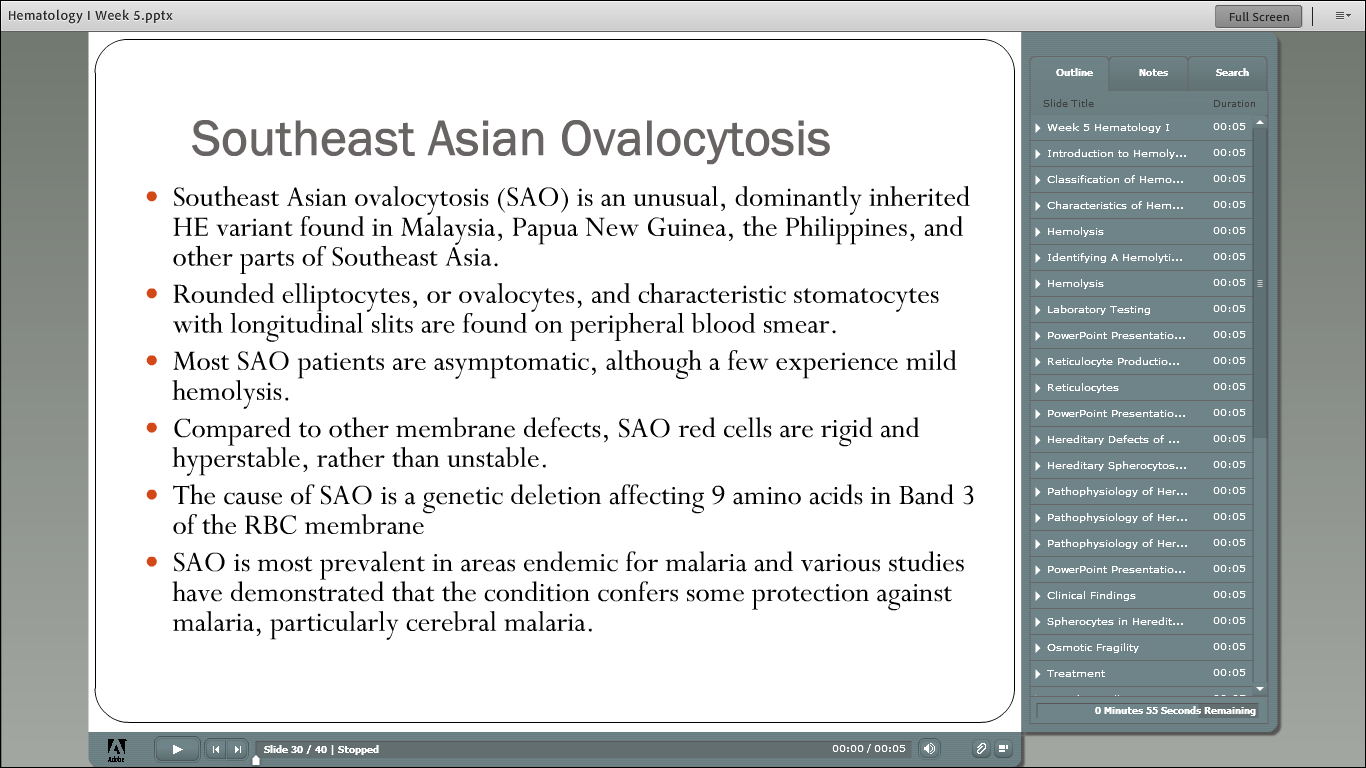 Hematology I Week 5.pptx
Full Screen
Southeast Asian Ovalocytosis
• Southeast Asian ovalocytosis (SAO) is an unusual, dominantly inherited
HE variant found in Malaysia, Papua New Guinea, the Philippines, and
other parts of Southeast Asia.
• Rounded elliptocytes, or ovalocytes, and characteristic stomatocytes
with longitudinal slits are found on peripheral blood smear.
• Most SAO patients are asymptomatic, although a few experience mild
hemolysis.
• Compared to other membrane defects, SAO red cells are rigid and
hyperstable, rather than unstable.
• The cause of SAO is a genetic deletion affecting 9 amino acids in Band 3
of the RBC membrane
• SAO is most prevalent in areas endemic for malaria and various studies
have demonstrated that the condition confers some protection against
malaria, particularly cerebral malaria.
Outline Notes Search
Slide Title Duration
Week 5 Hematology I 00:05
Introduction to Hemoly... 00:05
Classification of Hemo... 00:05
Characteristics of Hem... 00:05
Hemolysis 00:05
Identifying A Hemolyti... 00:05
Hemolysis 00:05
Laboratory Testing 00:05
PowerPoint Presentatio... 00:05
Reticulocyte Productio... 00:05
Reticulocytes 00:05
PowerPoint Presentatio... 00:05
Hereditary Defects of ... 00:05
Hereditary Spherocytos... 00:05
Pathophysiology of Her... 00:05
Pathophysiology of Her... 00:05
Pathophysiology of Her... 00:05
PowerPoint Presentatio... 00:05
Clinical Findings 00:05
Spherocytes in Heredit... 00:05
Osmotic Fragility 00:05
Treatment 00:05
0 Minutes 55 Seconds Remaining
Adobe
Slide 30 / 40 | Stopped
00:00 / 00:05